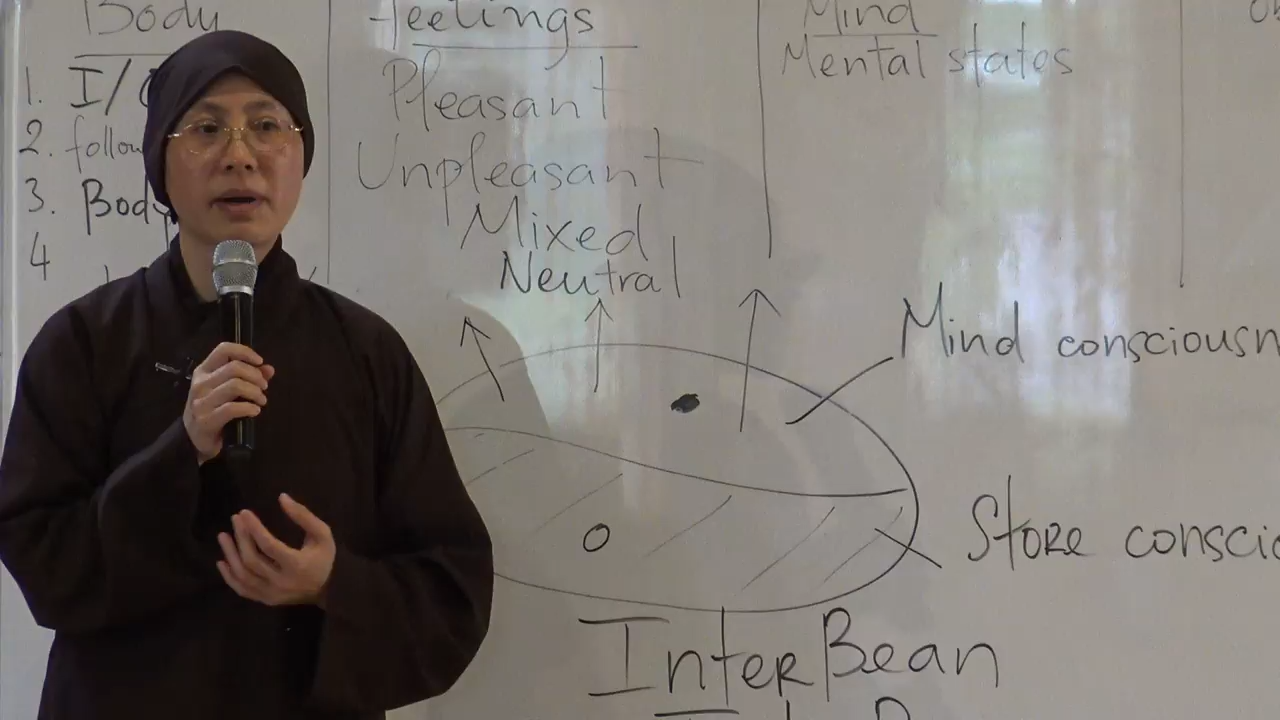 Body
1. I/
2. follow
3. Body
4
Feelings
Pleasant
Unpleasant
Mixed
Neutral
Mind
Mental states
Mind consciousn
Store conscio
InterBean